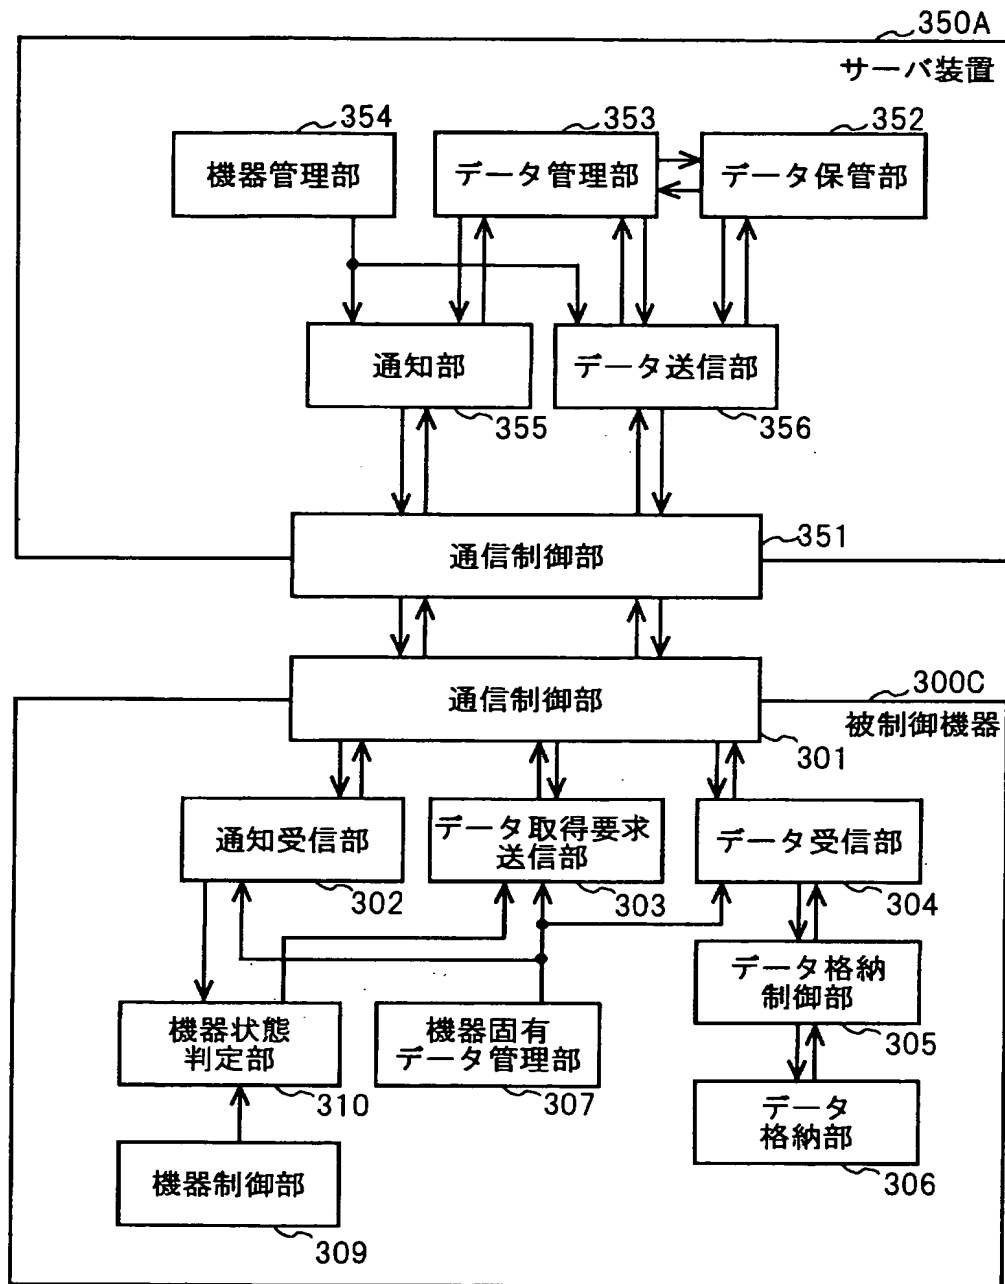 350A
サーバ装置
354
353
352
機器管理部
データ管理部
データ保管部
通知部
データ送信部
355
356
通信制御部
351
通信制御部
300C
被制御機器
301
通知受信部
データ取得要求
送信部
データ受信部
302
303
304
データ格納
制御部
305
機器状態
判定部
機器固有
データ管理部
310
307
データ
格納部
306
機器制御部
309